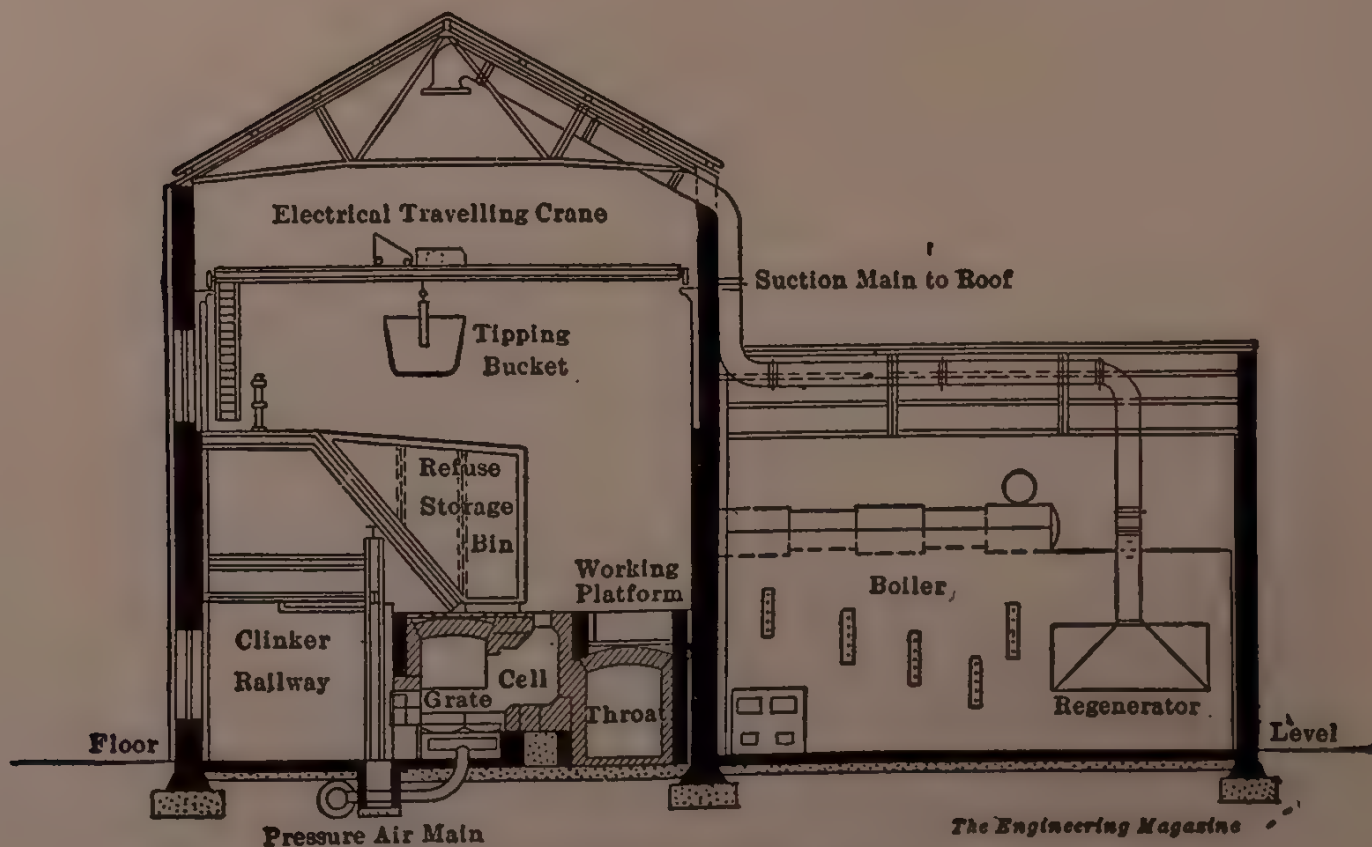 Electrical Travelling Crane
Suction Main to Roof
Tipping
Bucket
Refuse
Storage
Bin
Working
Platform
Boiler
Clinker
Railway
Cell
Grate
Throat
Regenerator
Floor
Level
Pressure Air Main
The Engineering Magazine